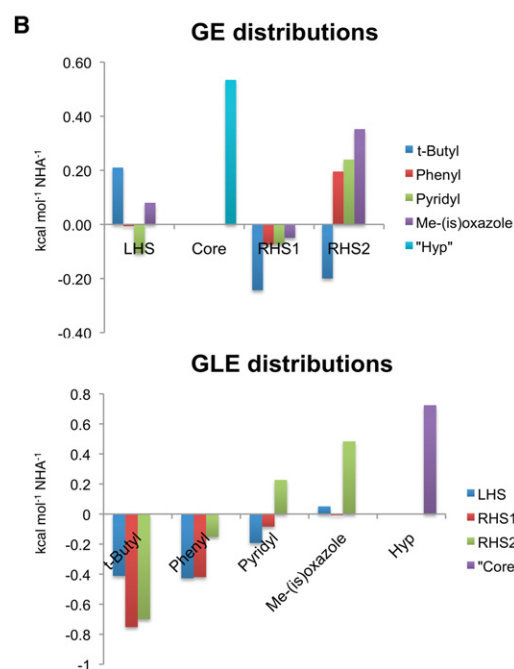 B
GE distributions
kcal mol⁻¹ NHA⁻¹
0.60
0.40
0.20
0.00
-0.20
-0.40
LHS Core RHS1 RHS2
t-Butyl
Phenyl
Pyridyl
Me-(is)oxazole
"Hyp"
GLE distributions
kcal mol⁻¹ NHA⁻¹
0.8
0.6
0.4
0.2
0
-0.2
-0.4
-0.6
-0.8
-1
t-Butyl
Phenyl
Pyridyl
Me-(is)oxazole
Hyp
LHS
RHS1
RHS2
"Core